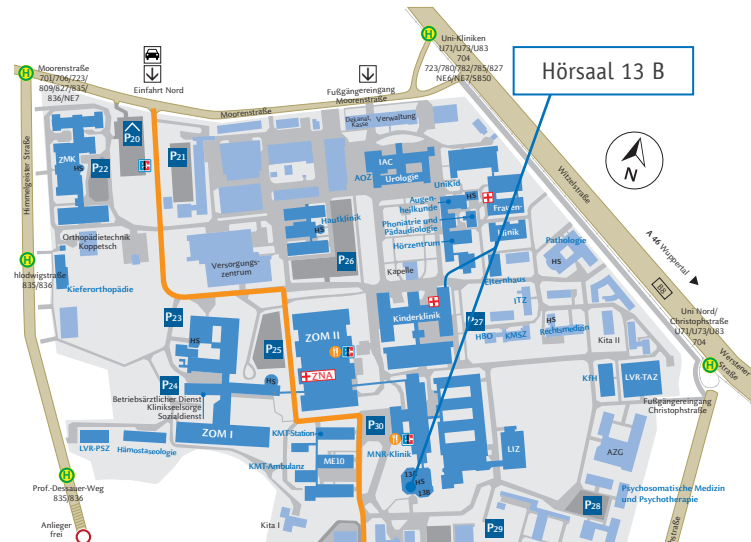 Moorenstraße
701/706/723/
809/827/835/
836/NE7
Einfahrt Nord
Fußgängereingang
Moorenstraße
Uni-Kliniken
U71/U73/U83
704
723/780/782/785/827
NE6/NE7/SB50
Hörsaal 13 B
Moorenstraße
Himmelgeister Straße
Witzelstraße
N
P20
P21
P22
ZMK
HS
Dekanat,
Kasse
Verwaltung
IAC
Urologie
AOZ
UniKid
HS
Augen-
heilkunde
Frauen-
klinik
Phoniatrie und
Pädaudiologie
Hörzentrum
Hautklinik
HS
Orthopädietechnik
Koppetsch
Versorgungs-
zentrum
P26
Kapelle
Pathologie
HS
A 46 Wuppertal
88
hlodwigstraße
835/836
Kieferorthopädie
Elternhaus
ITZ
Uni Nord/
Christophstraße
U71/U73/U83
704
Werstener
Straße
P23
HS
P25
ZOM II
Kinderklinik
P27
HBO
KMSZ
HS
Rechtsmedizin
Kita II
ZNA
HS
P24
Betriebsärztlicher Dienst
Klinikseelsorge
Sozialdienst
KfH
LVR-TAZ
Fußgängereingang
Christophstraße
ZOM I
KMT-Station
P30
MNR-Klinik
LVR-PSZ
Hämostaseologie
KMT-Ambulanz
ME10
LIZ
AZG
HS
13B
Prof.-Dessauer-Weg
835/836
Psychosomatische Medizin
und Psychotherapie
Anlieger
frei
Kita I
P28
P29
H
H
H
H
H